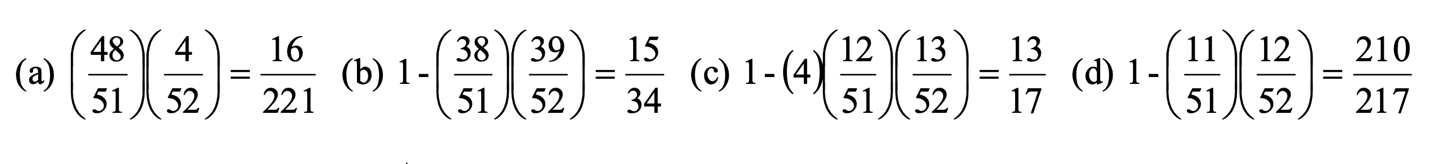 (a) (48/51)(4/52) = 16/221 (b) 1-(38/51)(39/52) = 15/34 (c) 1-(4)(12/51)(13/52) = 13/17 (d) 1-(11/51)(12/52) = 210/217